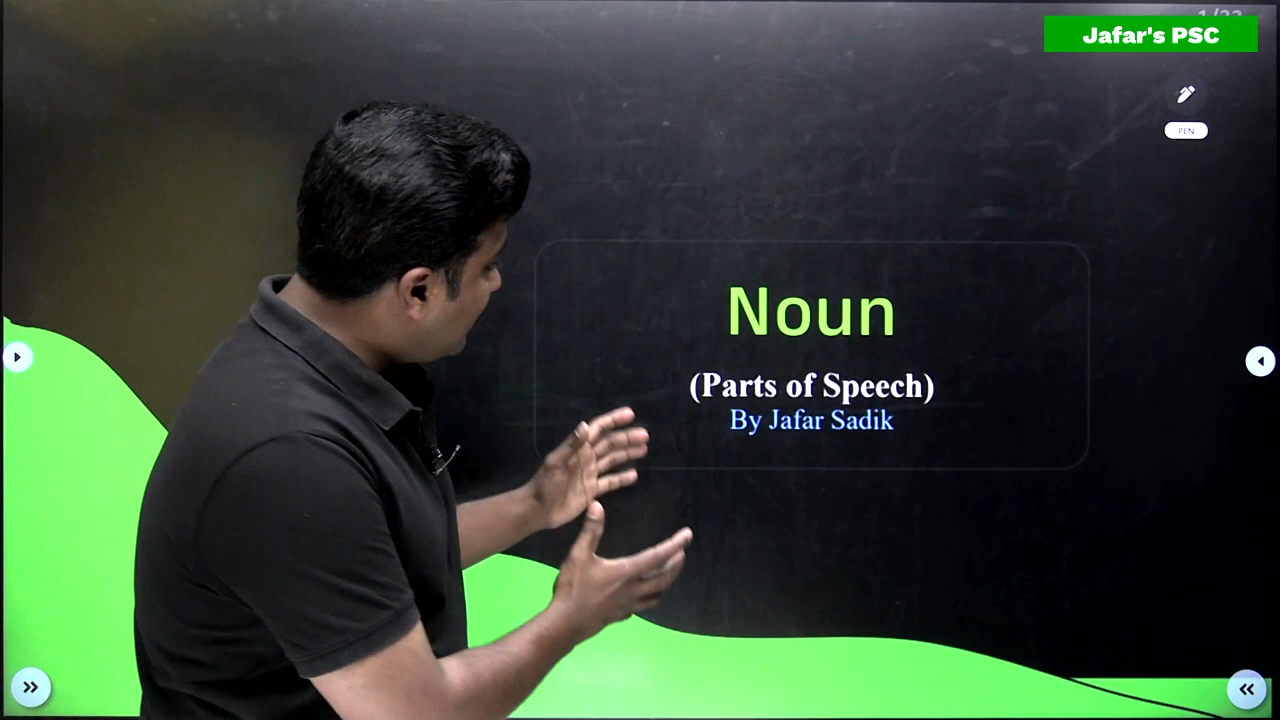 Jafar's PSC
PEN
Noun
(Parts of Speech)
By Jafar Sadik